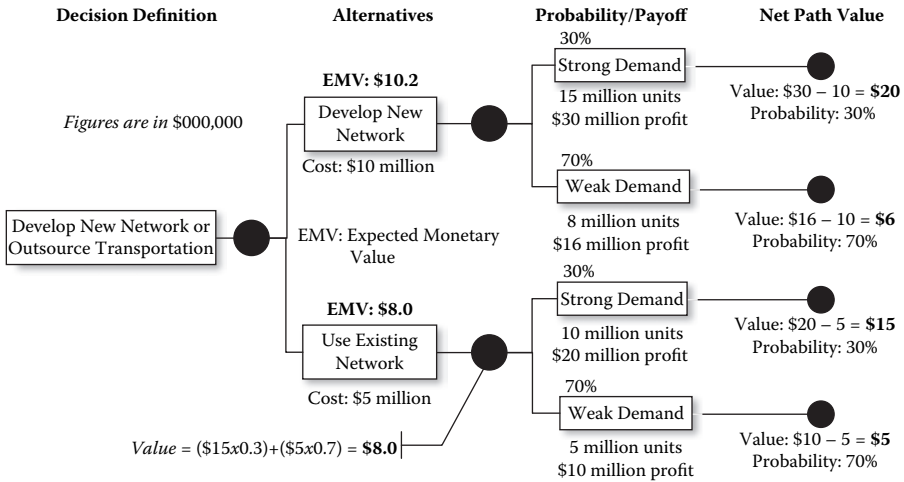 Decision Definition
Alternatives
Probability/Payoff
Net Path Value
Figures are in $000,000
Develop New Network or
Outsource Transportation
EMV: $10.2
Develop New
Network
Cost: $10 million
EMV: Expected Monetary
Value
EMV: $8.0
Use Existing
Network
Cost: $5 million
Value = ($15x0.3)+($5x0.7) = $8.0
30%
Strong Demand
15 million units
$30 million profit
70%
Weak Demand
8 million units
$16 million profit
30%
Strong Demand
10 million units
$20 million profit
70%
Weak Demand
5 million units
$10 million profit
Value: $30 – 10 = $20
Probability: 30%
Value: $16 – 10 = $6
Probability: 70%
Value: $20 – 5 = $15
Probability: 30%
Value: $10 – 5 = $5
Probability: 70%